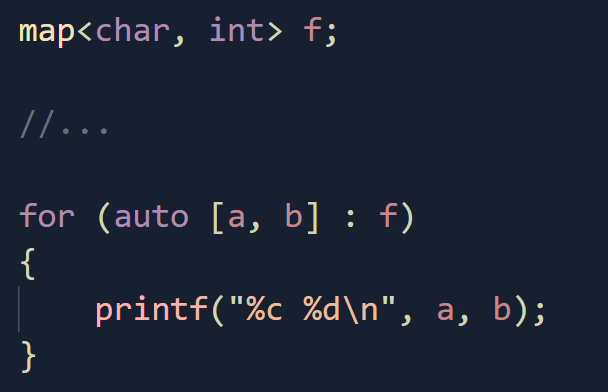 map<char, int> f;
//...
for (auto [a, b] : f)
{
    printf("%c %d\n", a, b);
}